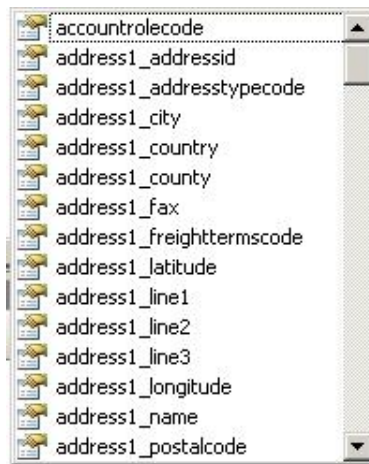 accountrolecode
address1_addressid
address1_addresstypecode
address1_city
address1_country
address1_county
address1_fax
address1_freighttermscode
address1_latitude
address1_line1
address1_line2
address1_line3
address1_longitude
address1_name
address1_postalcode